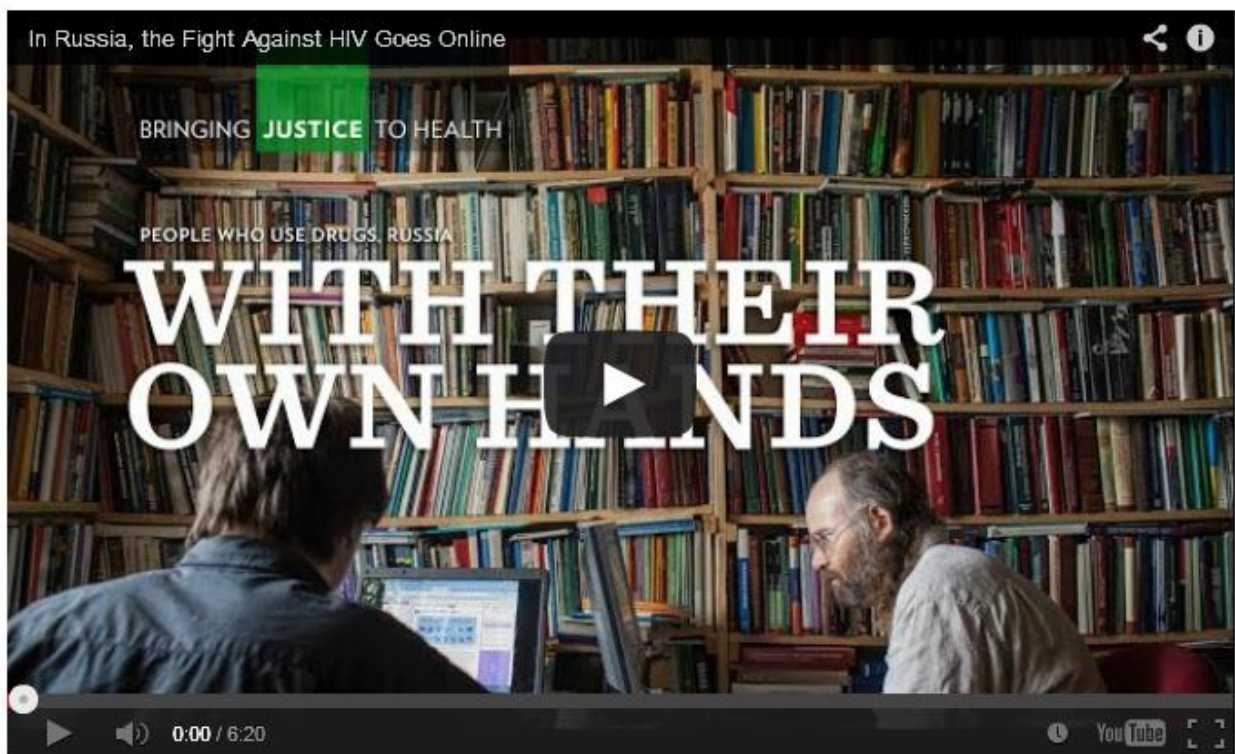 In Russia, the Fight Against HIV Goes Online
BRINGING JUSTICE TO HEALTH
PEOPLE WHO USE DRUGS, RUSSIA
WITH THEIR
OWN HANDS
0:00 / 6:20
YouTube